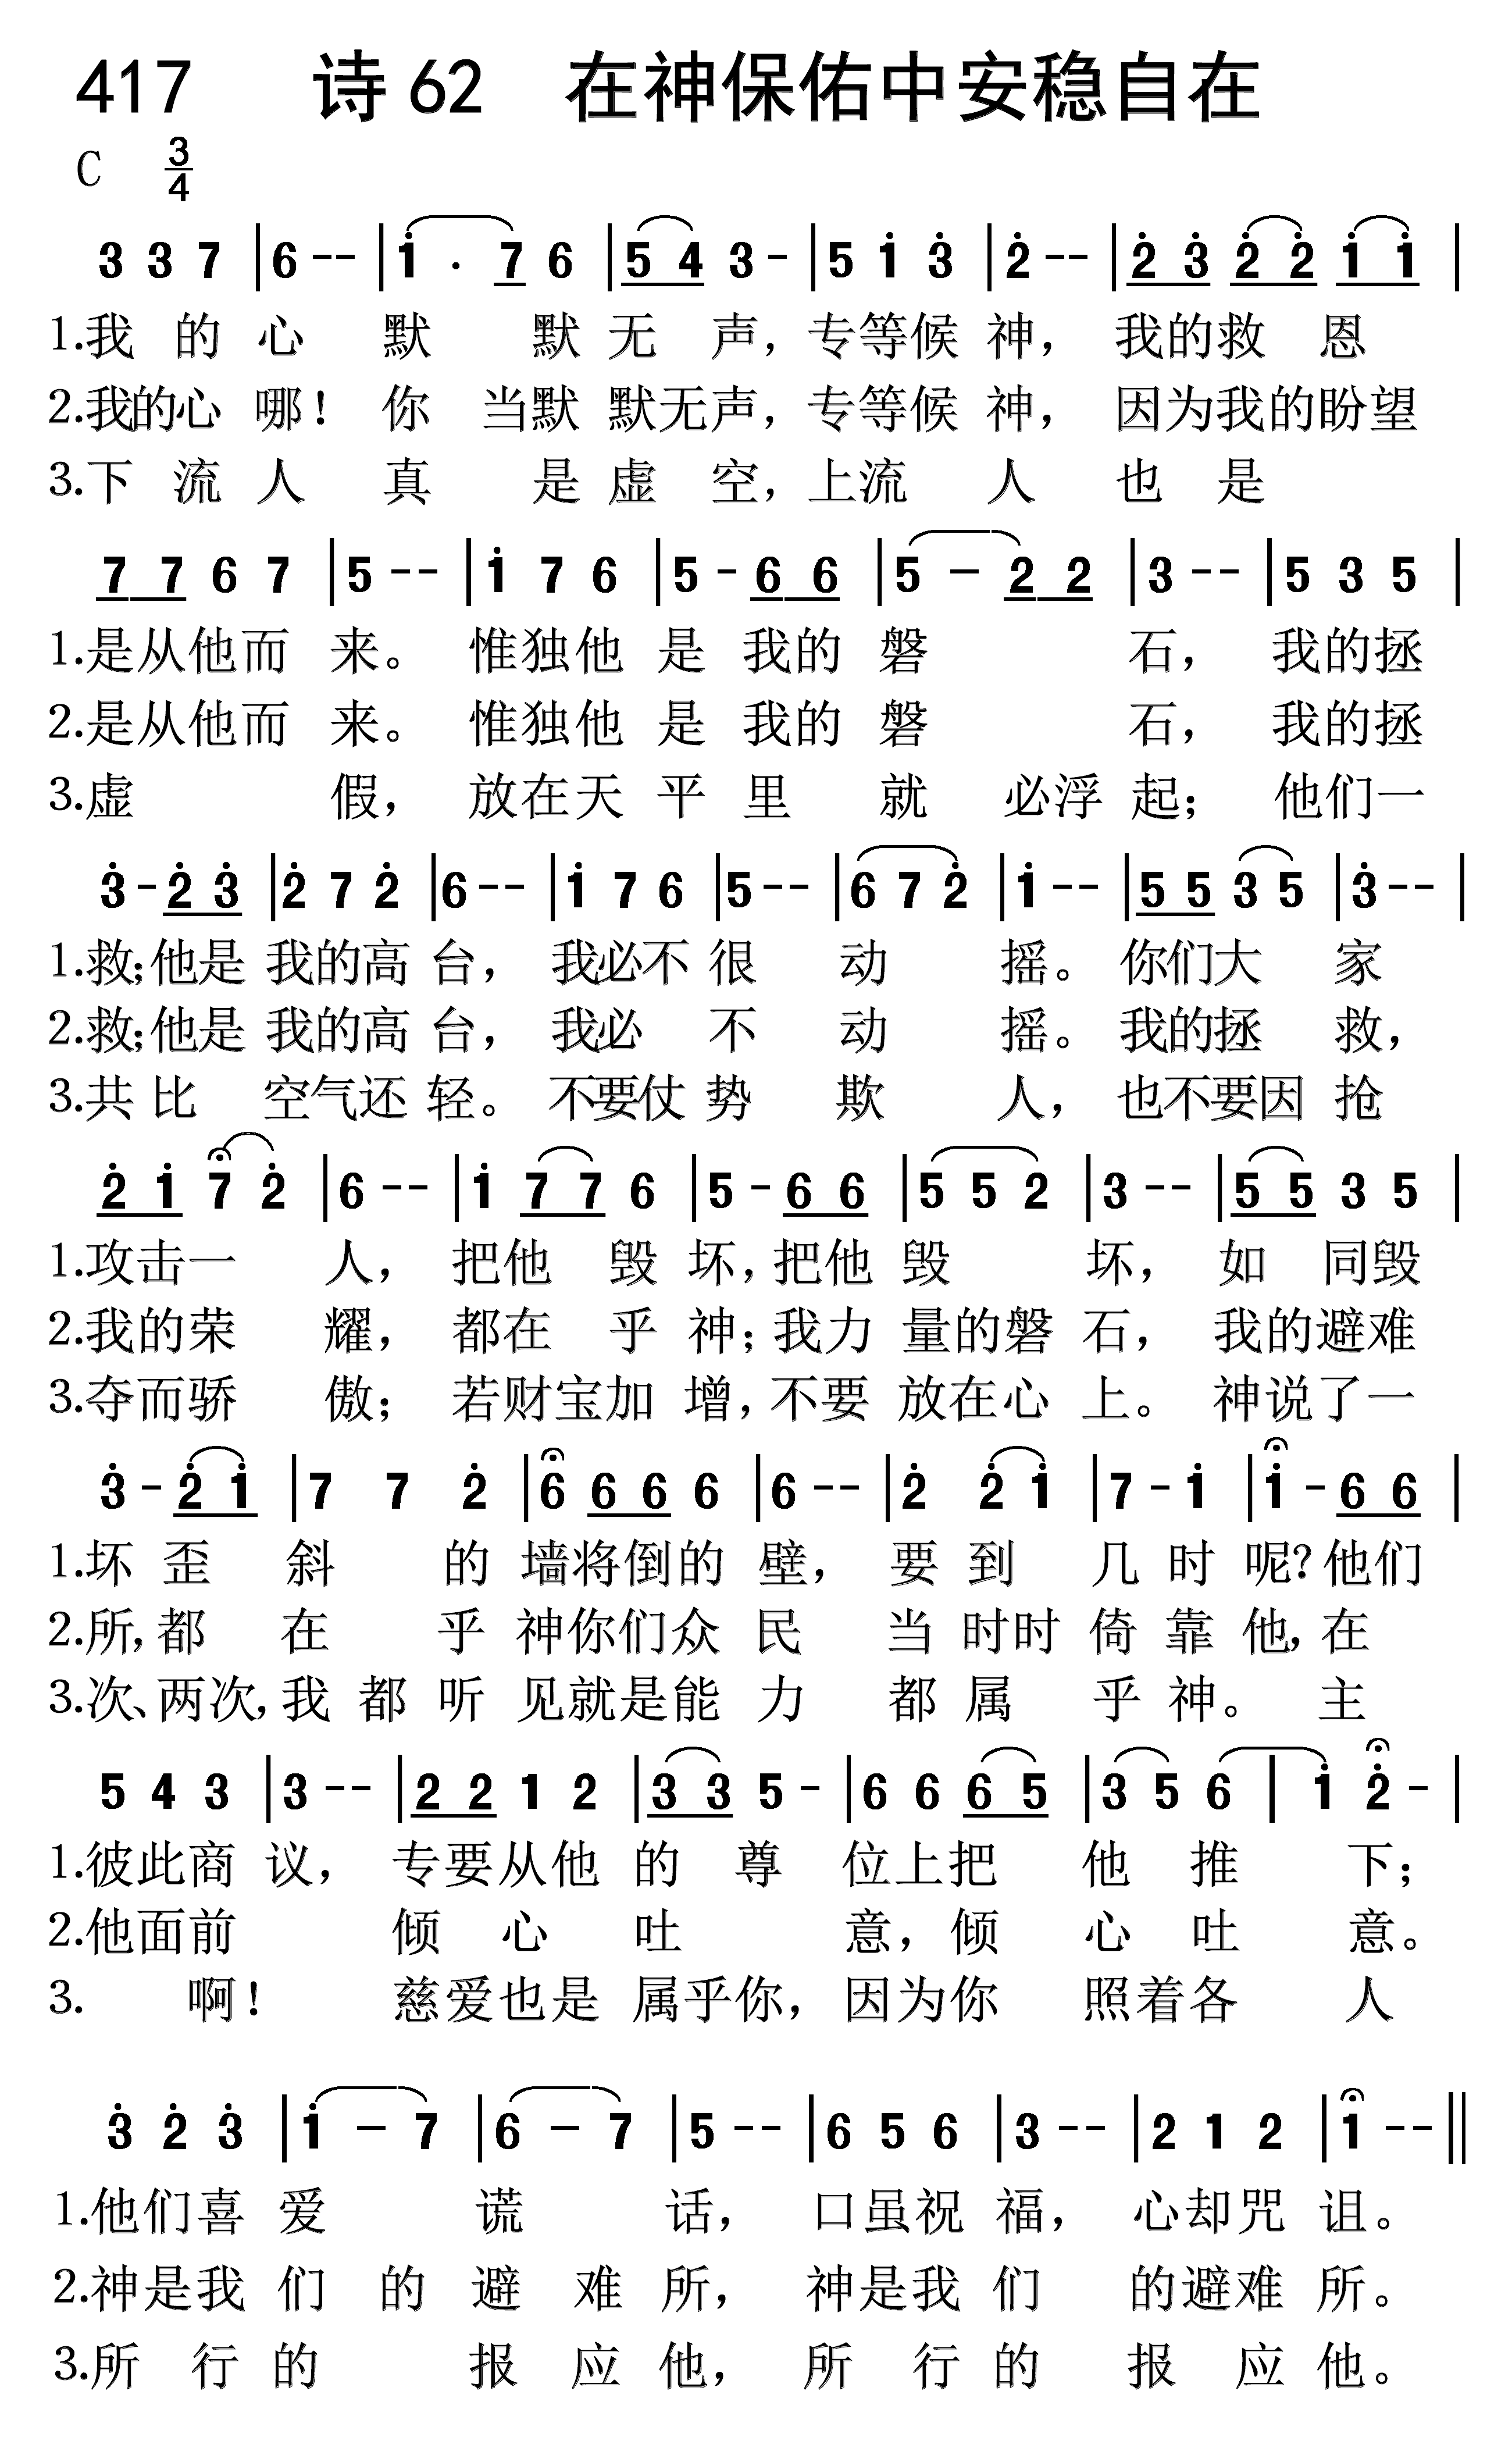 417 诗62 在神保佑中安稳自在
C 3/4
3 3 7 | 6 - - | 1̇ . 7 6 | 5 4 3 - | 5 1̇ 3̇ | 2̇ - - | 2̇ 3̇ 2̇ 2̇ 1̇ 1̇ |
1.我 的 心 默 默 无 声，专等候 神， 我的救 恩
2.我的心 哪！ 你 当默 默无声，专等候 神， 因为我的盼望
3.下 流 人 真 是 虚 空，上流 人 也 是
7 7 6 7 | 5 - - | 1̇ 7 6 | 5 - 6 6 | 5 - 2 2 | 3 - - | 5 3 5 |
1.是从他而 来。 惟独他 是 我的 磐 石， 我的拯
2.是从他而 来。 惟独他 是 我的 磐 石， 我的拯
3.虚 假， 放在天 平 里 就 必浮 起； 他们一
3̇ - 2̇ 3̇ | 2̇ 7 2̇ | 6 - - | 1̇ 7 6 | 5 - - | 6 7 2̇ | 1̇ - - | 5 5 3 5 | 3̇ - - |
1.救；他是 我的高 台， 我必不 很 动 摇。 你们大 家
2.救；他是 我的高 台， 我必 不 动 摇。 我的拯 救，
3.共 比 空气还 轻。 不要仗 势 欺 人， 也不要因 抢
2̇ 1̇ 7 2̇ | 6 - - | 1̇ 7 7 6 | 5 - 6 6 | 5 5 2 | 3 - - | 5 5 3 5 |
1.攻击一 人， 把他 毁 坏，把他 毁 坏， 如 同毁
2.我的荣 耀， 都在 乎 神；我力 量的磐 石， 我的避难
3.夺而骄 傲； 若财宝加 增，不要 放在心 上。 神说了一
3̇ - 2̇ 1̇ | 7 7 2̇ | 6 6 6 6 | 6 - - | 2̇ 2̇ 1̇ | 7 - 1̇ | 1̇ - 6 6 |
1.坏 歪 斜 的 墙将倒的 壁， 要 到 几 时 呢？他们
2.所，都 在 乎 神你们众 民 当 时时 倚 靠 他，在
3.次、两次，我 都 听 见就是能 力 都 属 乎 神。 主
5 4 3 | 3 - - | 2 2 1 2 | 3 3 5 - | 6 6 6 5 | 3 5 6 | 1̇ 2̇ - |
1.彼此商 议， 专要从他 的 尊 位上把 他 推 下；
2.他面前 倾 心 吐 意，倾 心 吐 意。
3. 啊！ 慈爱也是 属乎你，因为你 照着各 人
3̇ 2̇ 3̇ | 1̇ - 7 | 6 - 7 | 5 - - | 6 5 6 | 3 - - | 2 1 2 | 1 - - ||
1.他们喜 爱 谎 话， 口虽祝 福， 心却咒 诅。
2.神是我 们 的 避 难 所， 神是我 们 的避难 所。
3.所 行 的 报 应 他， 所 行 的 报 应 他。